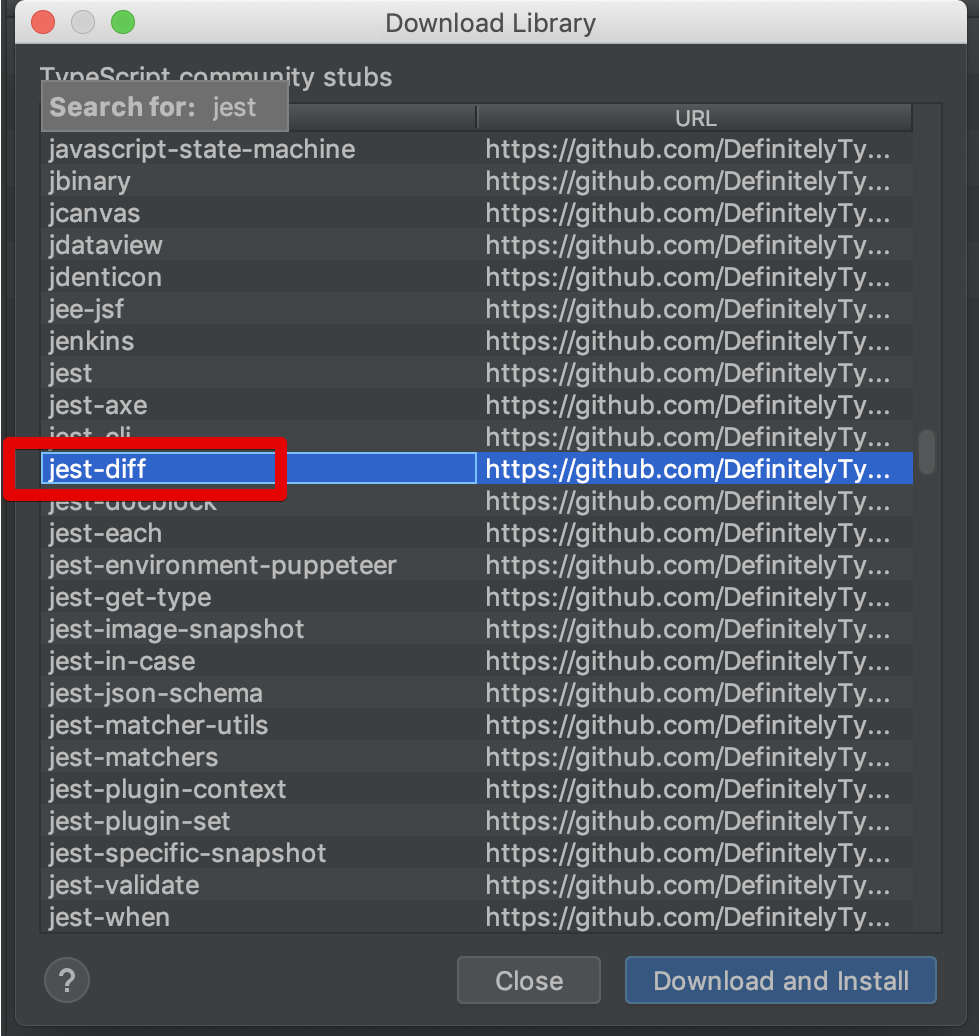 Download Library
TypeScript community stubs
Search for: jest
URL
javascript-state-machine https://github.com/DefinitelyTy...
jbinary https://github.com/DefinitelyTy...
jcanvas https://github.com/DefinitelyTy...
jdataview https://github.com/DefinitelyTy...
jdenticon https://github.com/DefinitelyTy...
jee-jsf https://github.com/DefinitelyTy...
jenkins https://github.com/DefinitelyTy...
jest https://github.com/DefinitelyTy...
jest-axe https://github.com/DefinitelyTy...
jest-cli https://github.com/DefinitelyTy...
jest-diff https://github.com/DefinitelyTy...
jest-docblock https://github.com/DefinitelyTy...
jest-each https://github.com/DefinitelyTy...
jest-environment-puppeteer https://github.com/DefinitelyTy...
jest-get-type https://github.com/DefinitelyTy...
jest-image-snapshot https://github.com/DefinitelyTy...
jest-in-case https://github.com/DefinitelyTy...
jest-json-schema https://github.com/DefinitelyTy...
jest-matcher-utils https://github.com/DefinitelyTy...
jest-matchers https://github.com/DefinitelyTy...
jest-plugin-context https://github.com/DefinitelyTy...
jest-plugin-set https://github.com/DefinitelyTy...
jest-specific-snapshot https://github.com/DefinitelyTy...
jest-validate https://github.com/DefinitelyTy...
jest-when https://github.com/DefinitelyTy...
? Close Download and Install